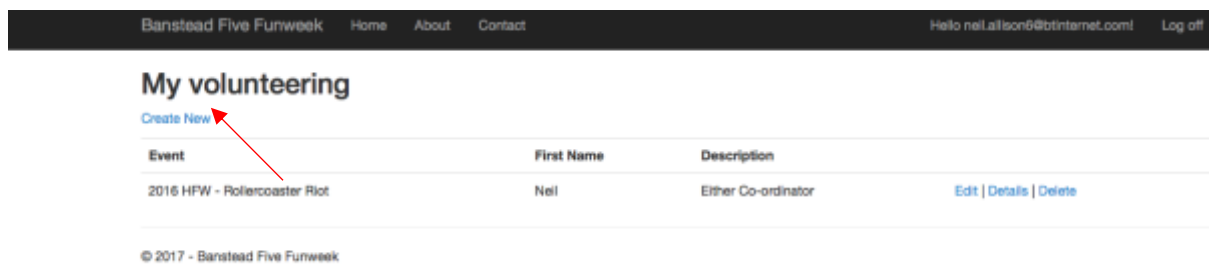 Banstead Five Funweek Home About Contact Hello neil.allison6@btinternet.com! Log off
My volunteering
Create New
Event First Name Description
2016 HFW - Rollercoaster Riot Neil Either Co-ordinator Edit | Details | Delete
© 2017 - Banstead Five Funweek